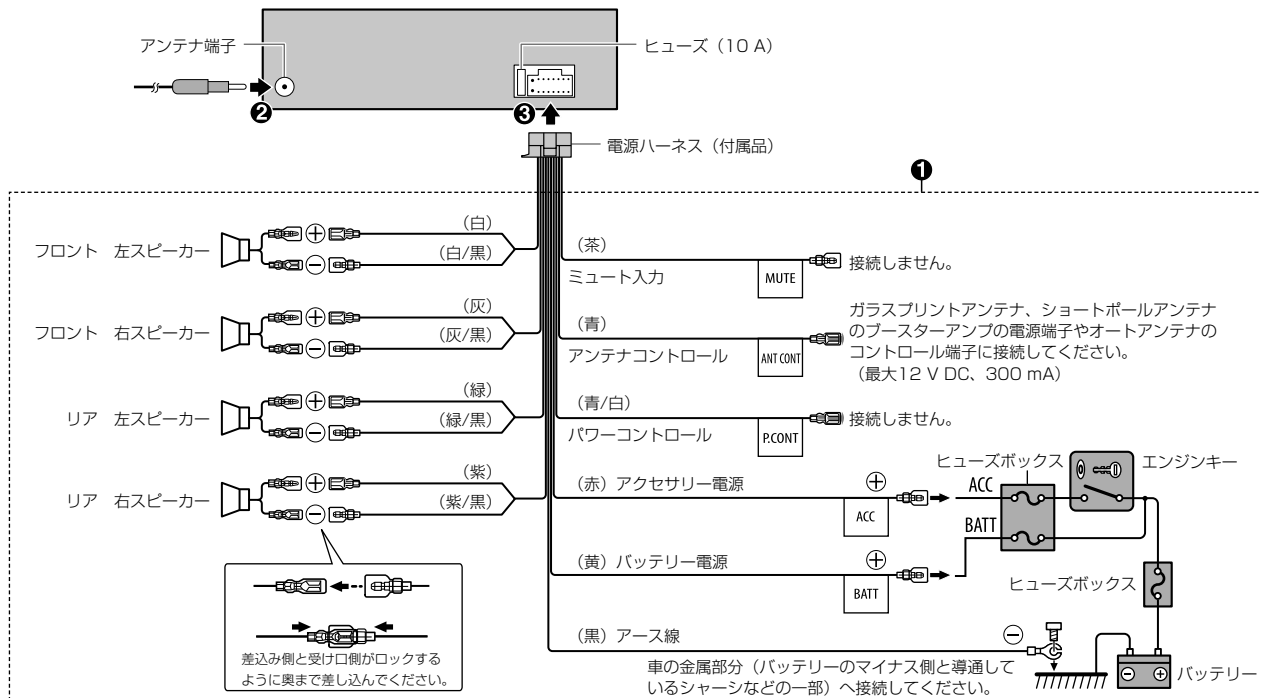 アンテナ端子
ヒューズ（10 A）
❷
❸
電源ハーネス（付属品）
❶
フロント　左スピーカー
⊕
（白）
⊖
（白/黒）
フロント　右スピーカー
⊕
（灰）
⊖
（灰/黒）
リア　左スピーカー
⊕
（緑）
⊖
（緑/黒）
リア　右スピーカー
⊕
（紫）
⊖
（紫/黒）
差込み側と受け口側がロックする
ように奥まで差し込んでください。
（茶）
ミュート入力
MUTE
接続しません。
（青）
アンテナコントロール
ANT CONT
ガラスプリントアンテナ、ショートポールアンテナ
のブースターアンプの電源端子やオートアンテナの
コントロール端子に接続してください。
（最大12 V DC、300 mA）
（青/白）
パワーコントロール
P.CONT
接続しません。
（赤）アクセサリー電源
⊕
ACC
ヒューズボックス
エンジンキー
ACC
BATT
（黄）バッテリー電源
⊕
BATT
ヒューズボックス
（黒）アース線
⊖
車の金属部分（バッテリーのマイナス側と導通して
いるシャーシなどの一部）へ接続してください。
⊖ ⊕
バッテリー